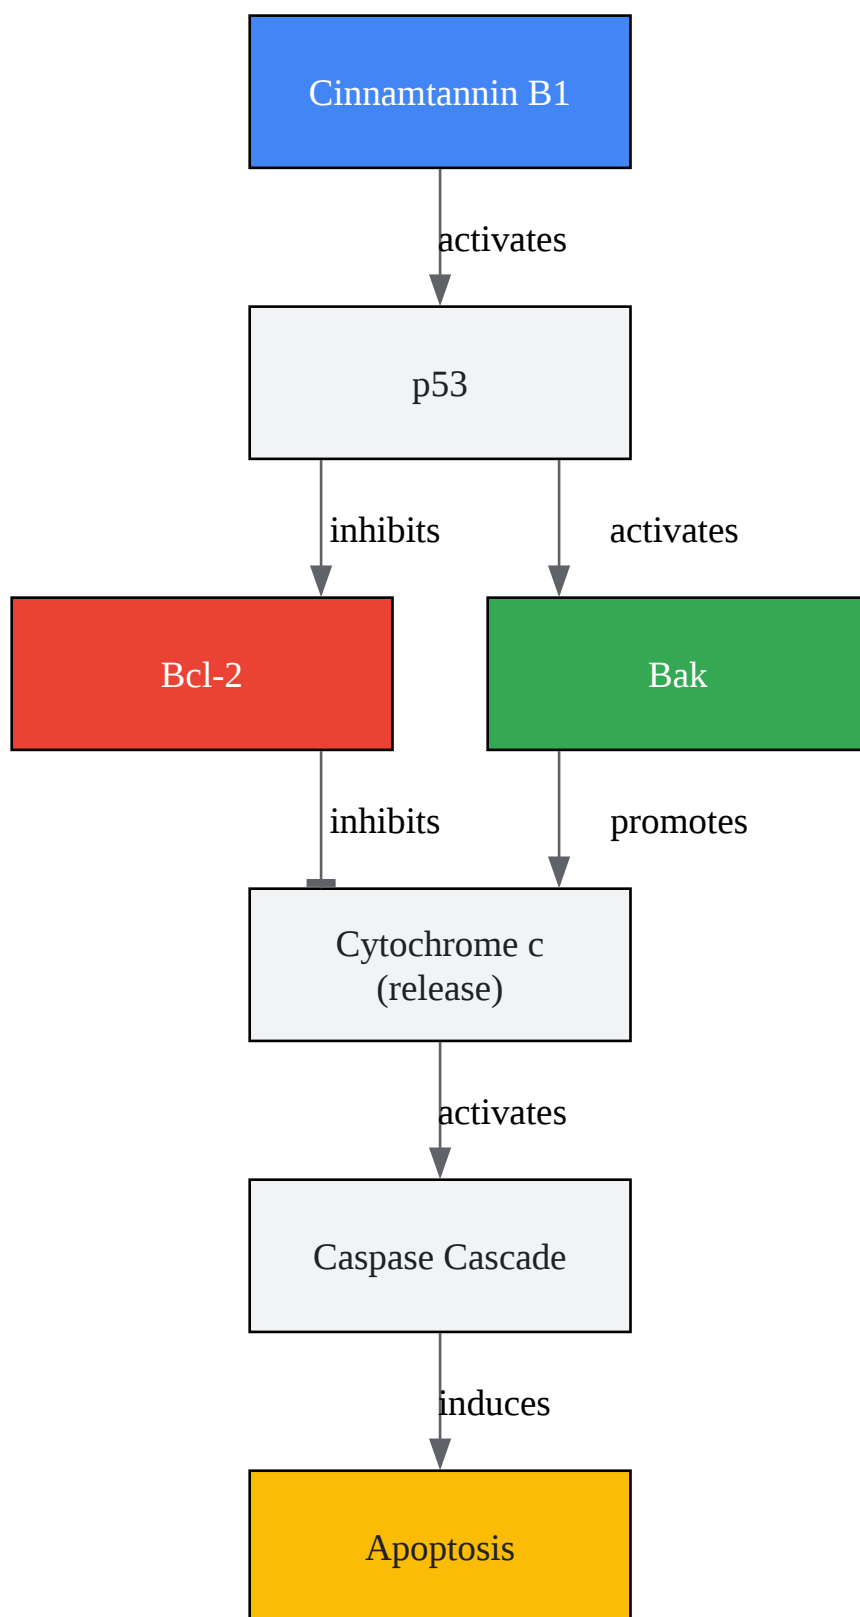 Cinnamtannin B1
activates
p53
inhibits
activates
Bcl-2
Bak
inhibits
promotes
Cytochrome c
(release)
activates
Caspase Cascade
induces
Apoptosis